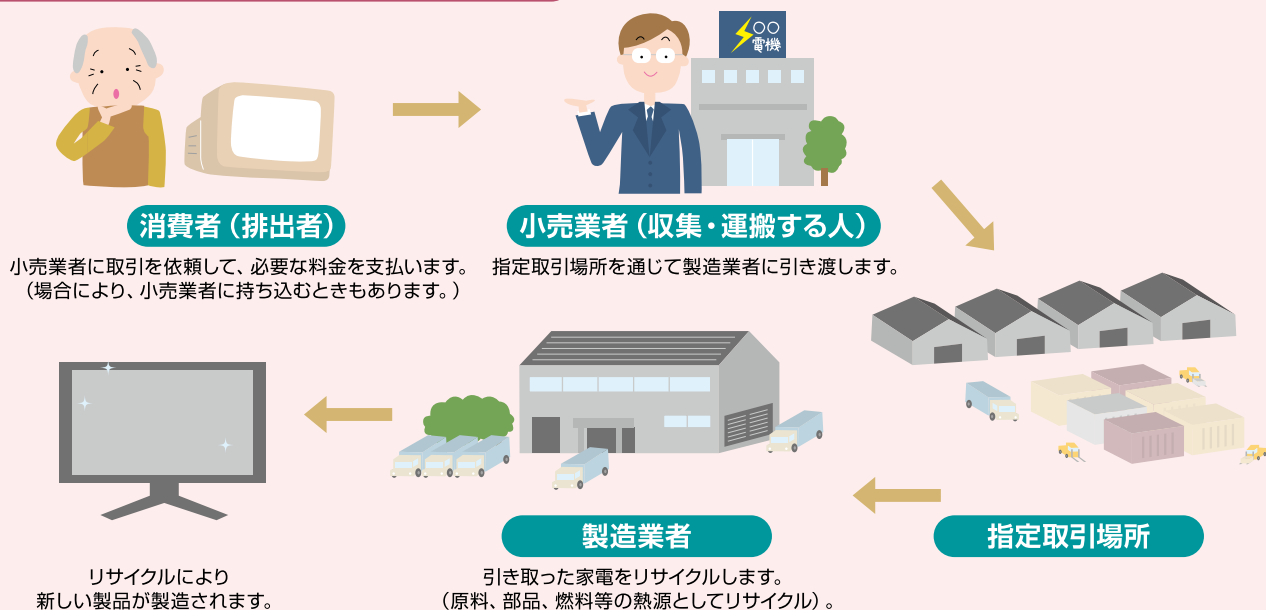 ○○
電機
消費者（排出者）
小売業者に取引を依頼して、必要な料金を支払います。
（場合により、小売業者に持ち込むときもあります。）
小売業者（収集・運搬する人）
指定取引場所を通じて製造業者に引き渡します。
指定取引場所
製造業者
引き取った家電をリサイクルします。
（原料、部品、燃料等の熱源としてリサイクル）。
リサイクルにより
新しい製品が製造されます。